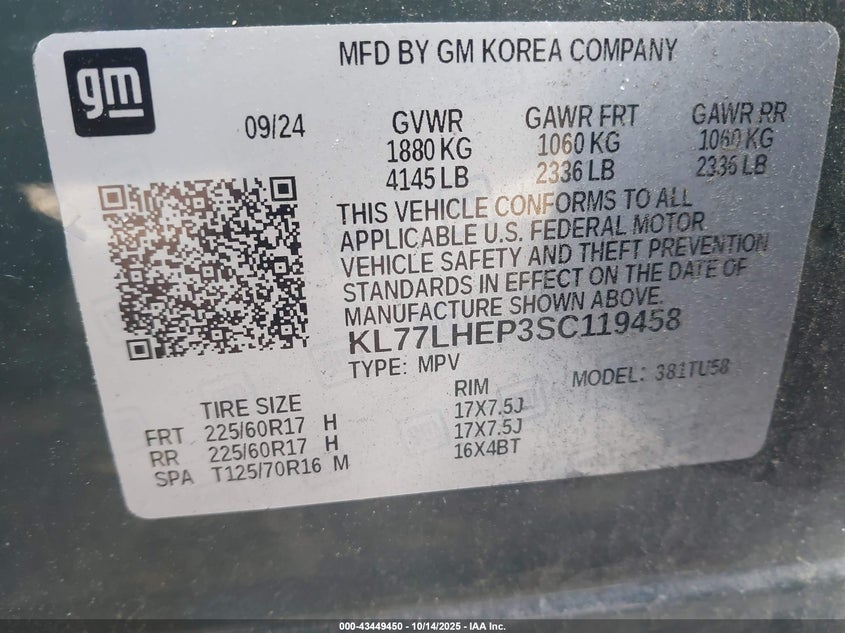 gm
MFD BY GM KOREA COMPANY
09/24
GVWR GAWR FRT GAWR RR
1880 KG 1060 KG 1060 KG
4145 LB 2336 LB 2336 LB
THIS VEHICLE CONFORMS TO ALL
APPLICABLE U.S. FEDERAL MOTOR
VEHICLE SAFETY AND THEFT PREVENTION
STANDARDS IN EFFECT ON THE DATE OF
MANUFACTURE SHOWN ABOVE.
KL77LHEP3SC119458
TYPE: MPV MODEL: 381TU58
TIRE SIZE RIM
FRT 225/60R17 H 17X7.5J
RR 225/60R17 H 17X7.5J
SPA T125/70R16 M 16X4BT
000-43449450 - 10/14/2025 - IAA Inc.